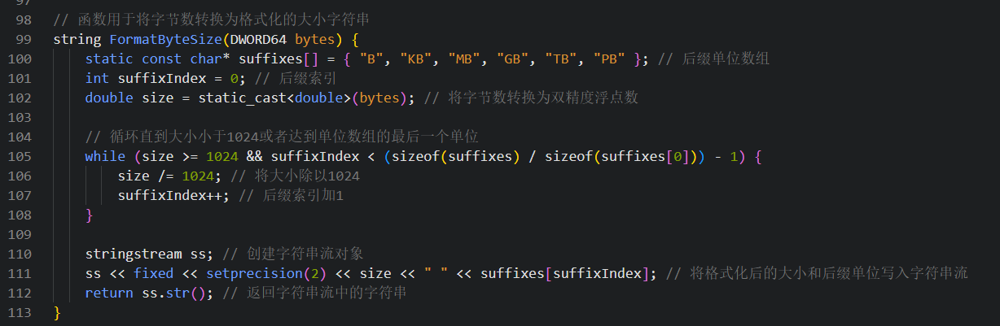 98 // 函数用于将字节数转换为格式化的大小字符串
99 string FormatByteSize(DWORD64 bytes) {
100     static const char* suffixes[] = { "B", "KB", "MB", "GB", "TB", "PB" }; // 后缀单位数组
101     int suffixIndex = 0; // 后缀索引
102     double size = static_cast<double>(bytes); // 将字节数转换为双精度浮点数
103
104     // 循环直到大小小于1024或者达到单位数组的最后一个单位
105     while (size >= 1024 && suffixIndex < (sizeof(suffixes) / sizeof(suffixes[0])) - 1) {
106         size /= 1024; // 将大小除以1024
107         suffixIndex++; // 后缀索引加1
108     }
109
110     stringstream ss; // 创建字符串流对象
111     ss << fixed << setprecision(2) << size << " " << suffixes[suffixIndex]; // 将格式化后的大小和后缀单位写入字符串流
112     return ss.str(); // 返回字符串流中的字符串
113 }